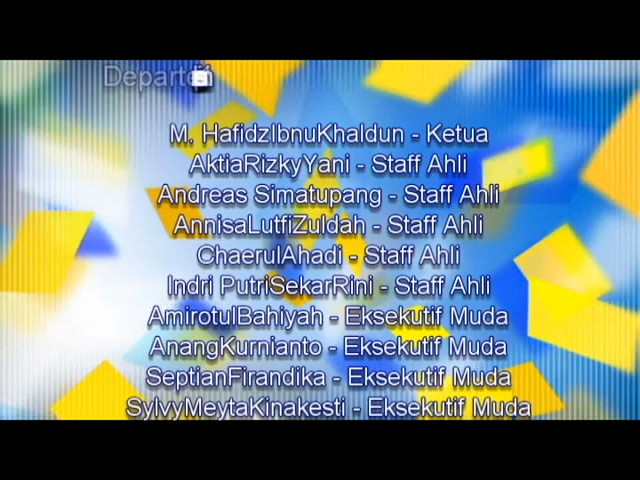 M. HafidzIbnuKhaldun - Ketua
AktiaRizkyYani - Staff Ahli
Andreas Simatupang - Staff Ahli
AnnisaLutfiZuldah - Staff Ahli
ChaerulAhadi - Staff Ahli
Indri PutriSekarRini - Staff Ahli
AmirotulBahiyah - Eksekutif Muda
AnangKurnianto - Eksekutif Muda
SeptianFirandika - Eksekutif Muda
SylvyMeytaKinakesti - Eksekutif Muda